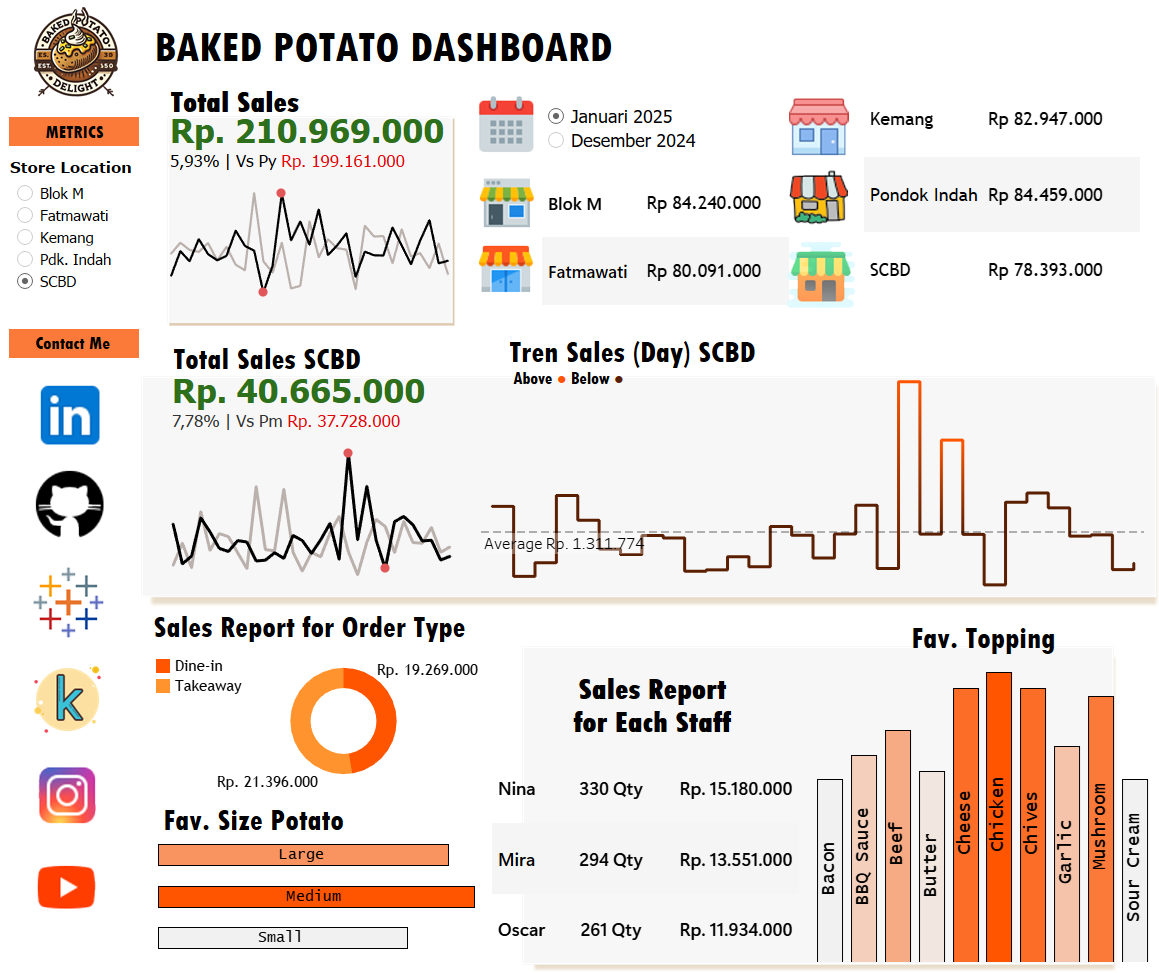 BAKED POTATO
EST.
DELIGHT
BAKED POTATO DASHBOARD
METRICS
Store Location
Blok M
Fatmawati
Kemang
Pdk. Indah
SCBD
Contact Me
Total Sales
Rp. 210.969.000
5,93% | Vs Py Rp. 199.161.000
Januari 2025
Desember 2024
Blok M Rp 84.240.000
Fatmawati Rp 80.091.000
Kemang Rp 82.947.000
Pondok Indah Rp 84.459.000
SCBD Rp 78.393.000
Total Sales SCBD
Rp. 40.665.000
7,78% | Vs Pm Rp. 37.728.000
Tren Sales (Day) SCBD
Above ● Below ●
Average Rp. 1.311.774
in
k
Sales Report for Order Type
Dine-in
Takeaway
Rp. 19.269.000
Rp. 21.396.000
Fav. Size Potato
Large
Medium
Small
Sales Report
for Each Staff
Nina 330 Qty Rp. 15.180.000
Mira 294 Qty Rp. 13.551.000
Oscar 261 Qty Rp. 11.934.000
Fav. Topping
Bacon
BBQ Sauce
Beef
Butter
Cheese
Chicken
Chives
Garlic
Mushroom
Sour Cream